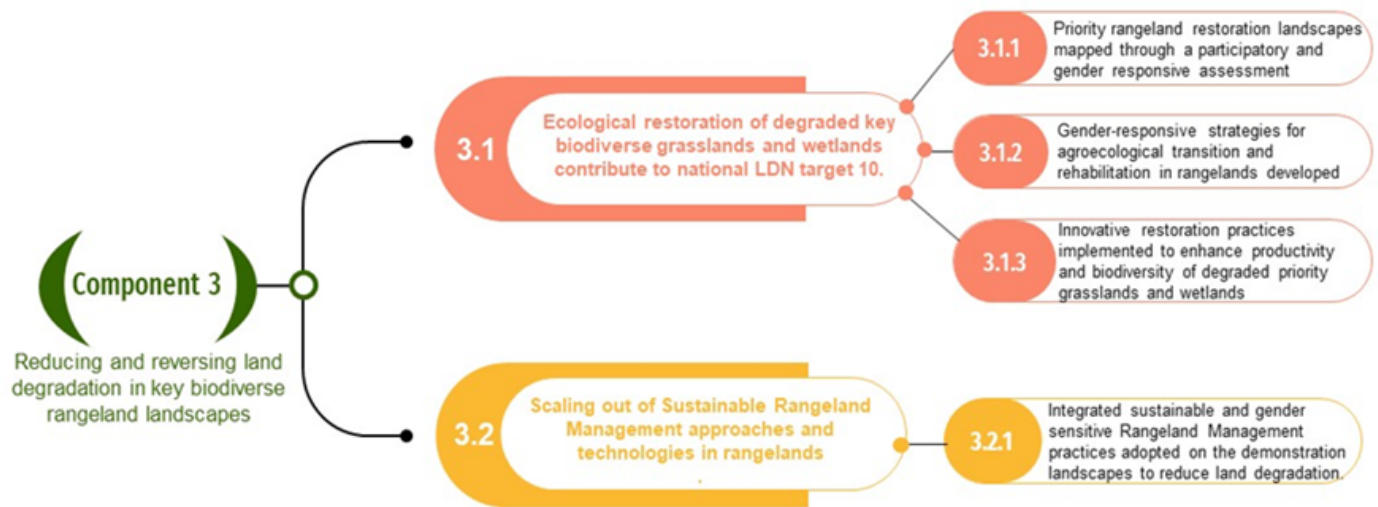 Component 3
Reducing and reversing land
degradation in key biodiverse
rangeland landscapes
3.1
Ecological restoration of degraded key
biodiverse grasslands and wetlands
contribute to national LDN target 10.
3.1.1
Priority rangeland restoration landscapes
mapped through a participatory and
gender responsive assessment
3.1.2
Gender-responsive strategies for
agroecological transition and
rehabilitation in rangelands developed
3.1.3
Innovative restoration practices
implemented to enhance productivity
and biodiversity of degraded priority
grasslands and wetlands
3.2
Scaling out of Sustainable Rangeland
Management approaches and
technologies in rangelands
.
3.2.1
Integrated sustainable and gender
sensitive Rangeland Management
practices adopted on the demonstration
landscapes to reduce land degradation.